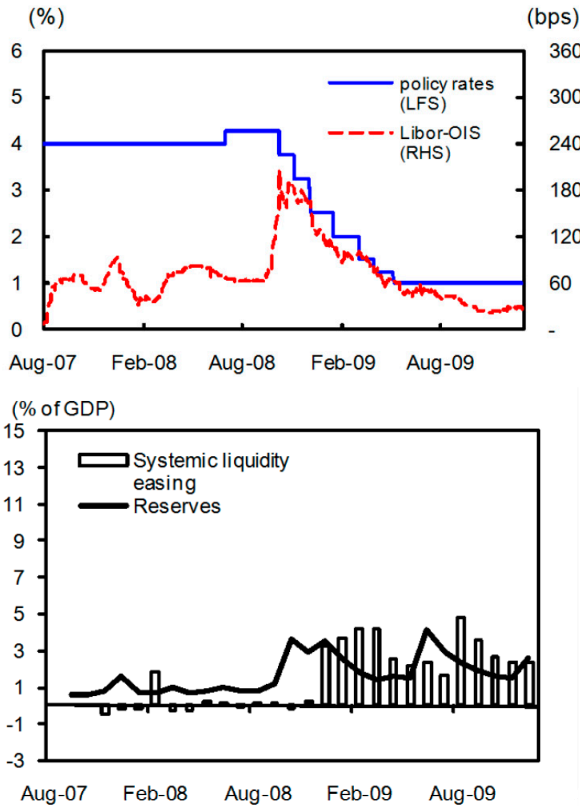 (%) (bps)
6 360
5 300
policy rates
(LFS)
4 240
Libor-OIS
(RHS)
3 180
2 120
1 60
0 -
Aug-07 Feb-08 Aug-08 Feb-09 Aug-09
(% of GDP)
15
Systemic liquidity
easing
13
Reserves
11
9
7
5
3
1
-1
-3
Aug-07 Feb-08 Aug-08 Feb-09 Aug-09